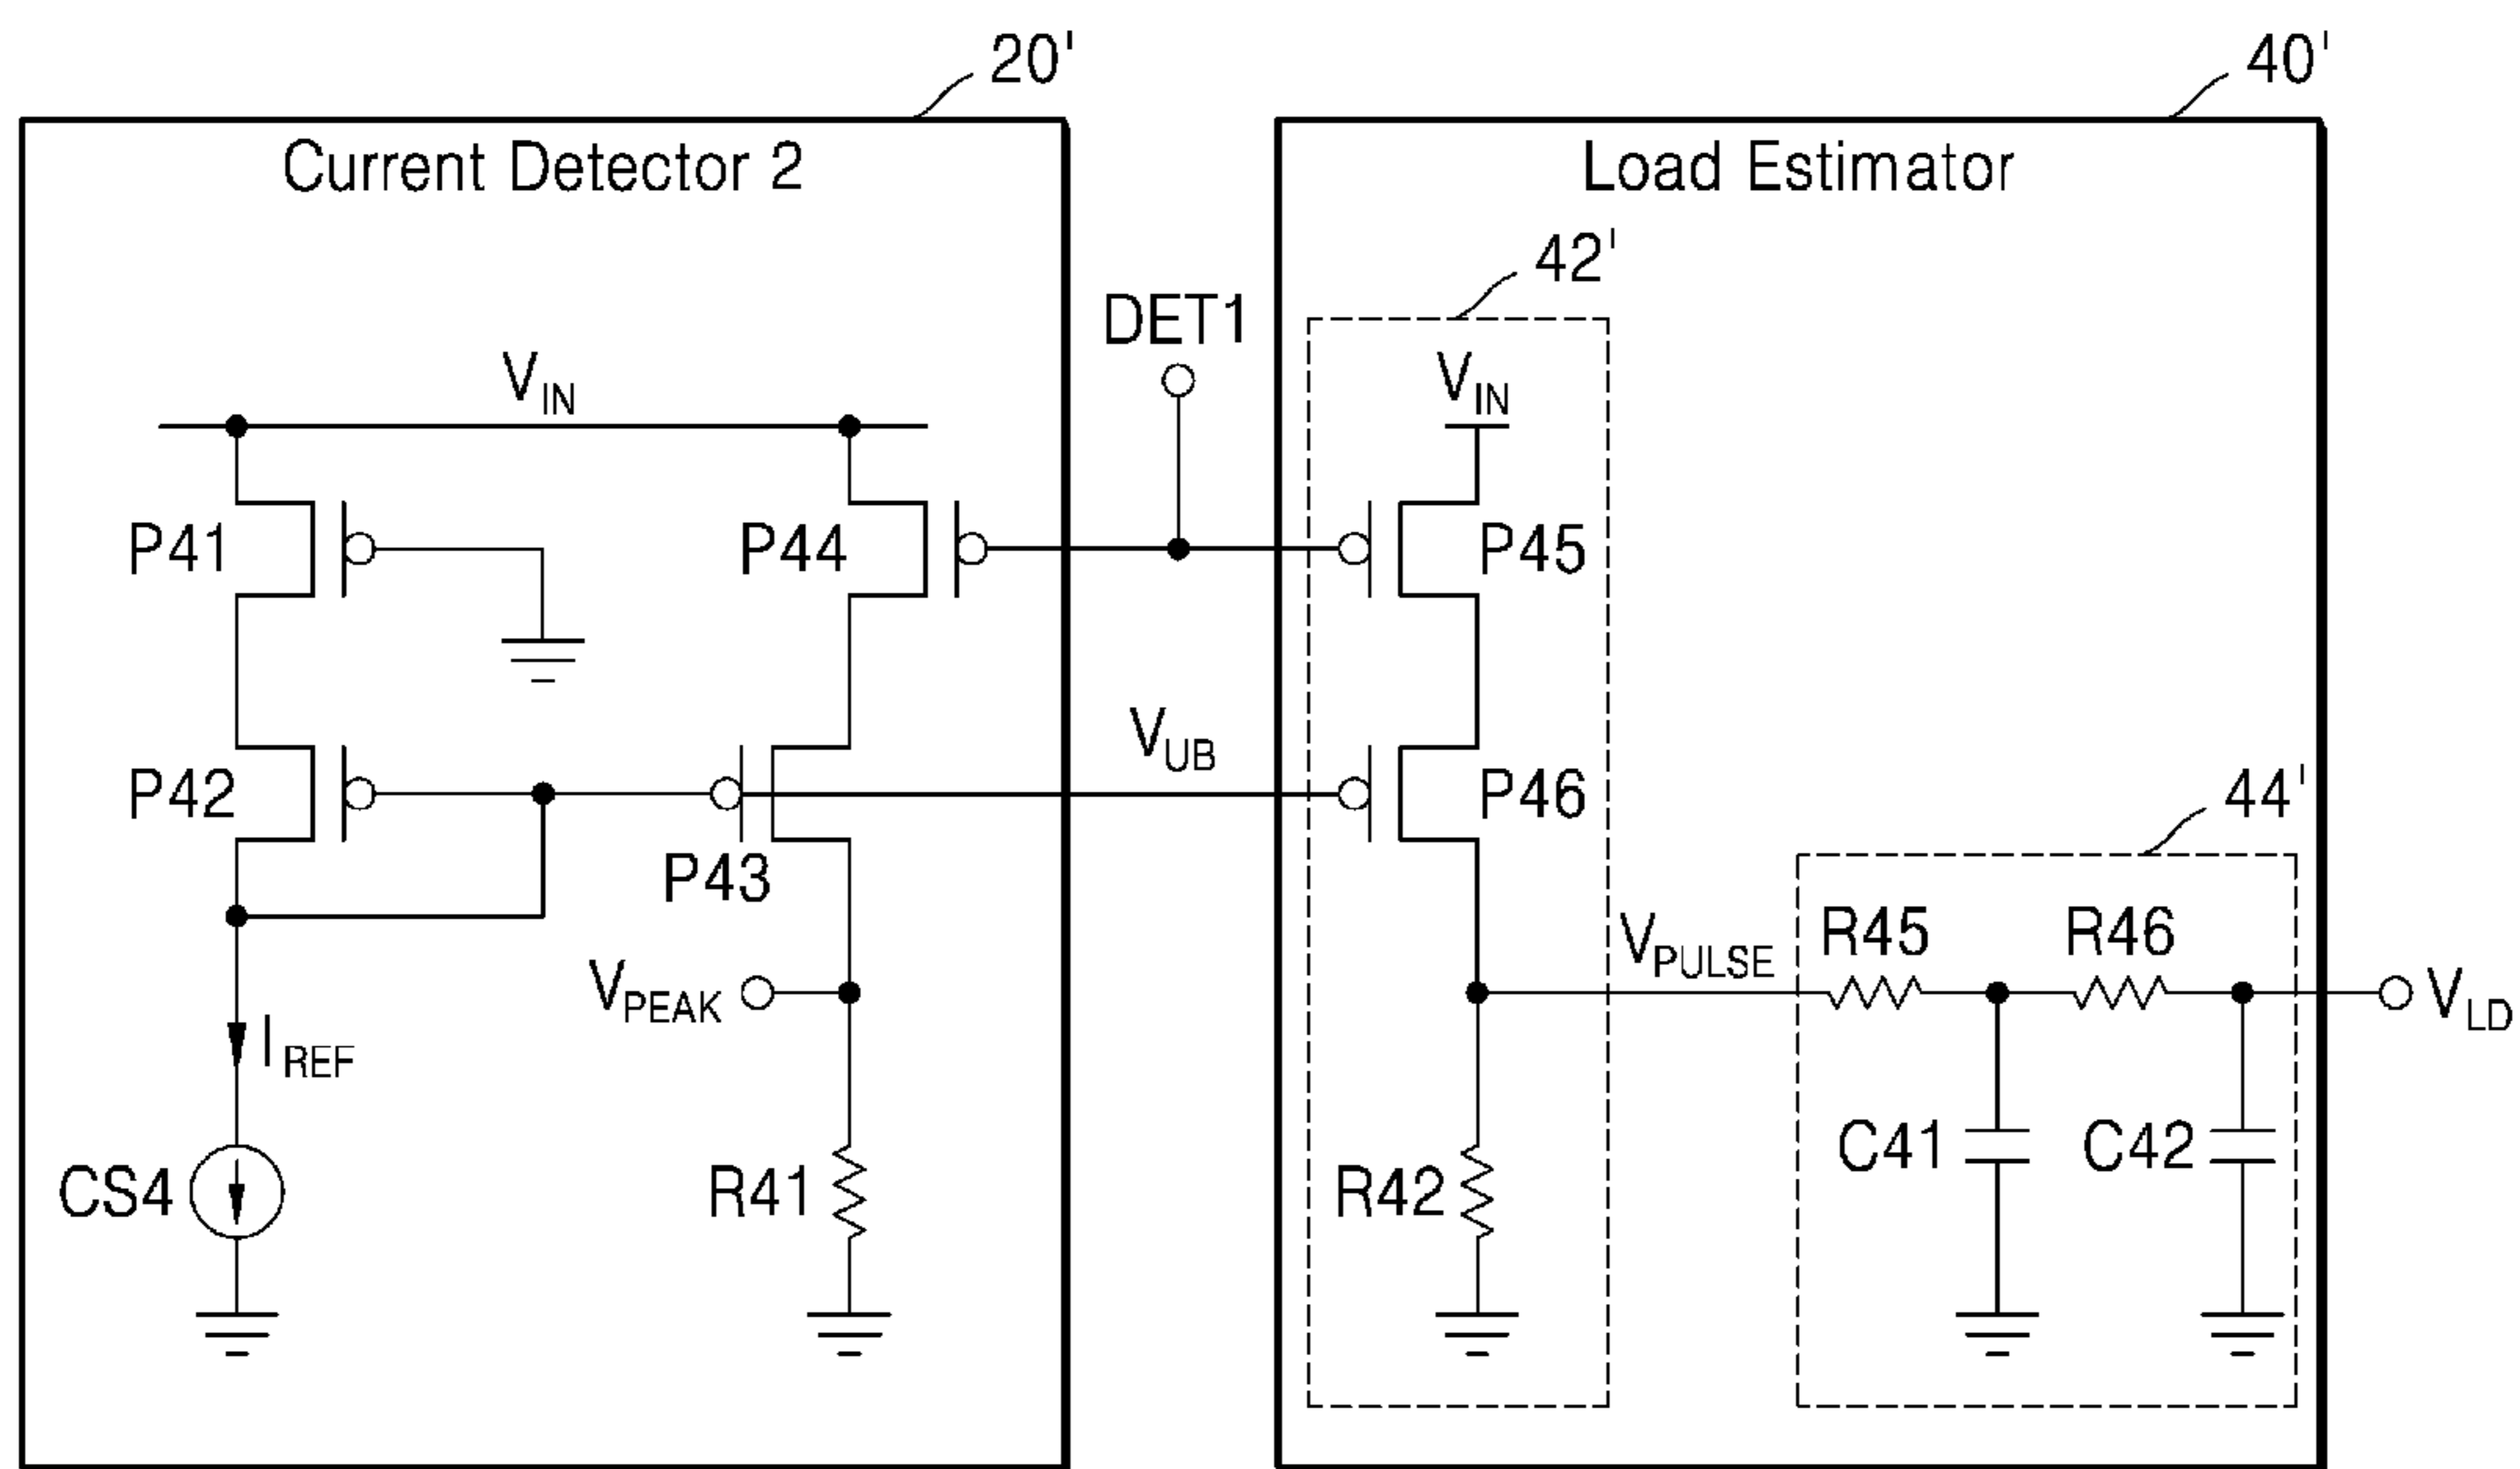 20'
40'
Current Detector 2
Load Estimator
42'
DET1
VIN
VIN
P41
P44
P45
VUB
P42
P46
44'
P43
VPULSE
R45
R46
VPEAK
VLD
IREF
C41
C42
CS4
R41
R42